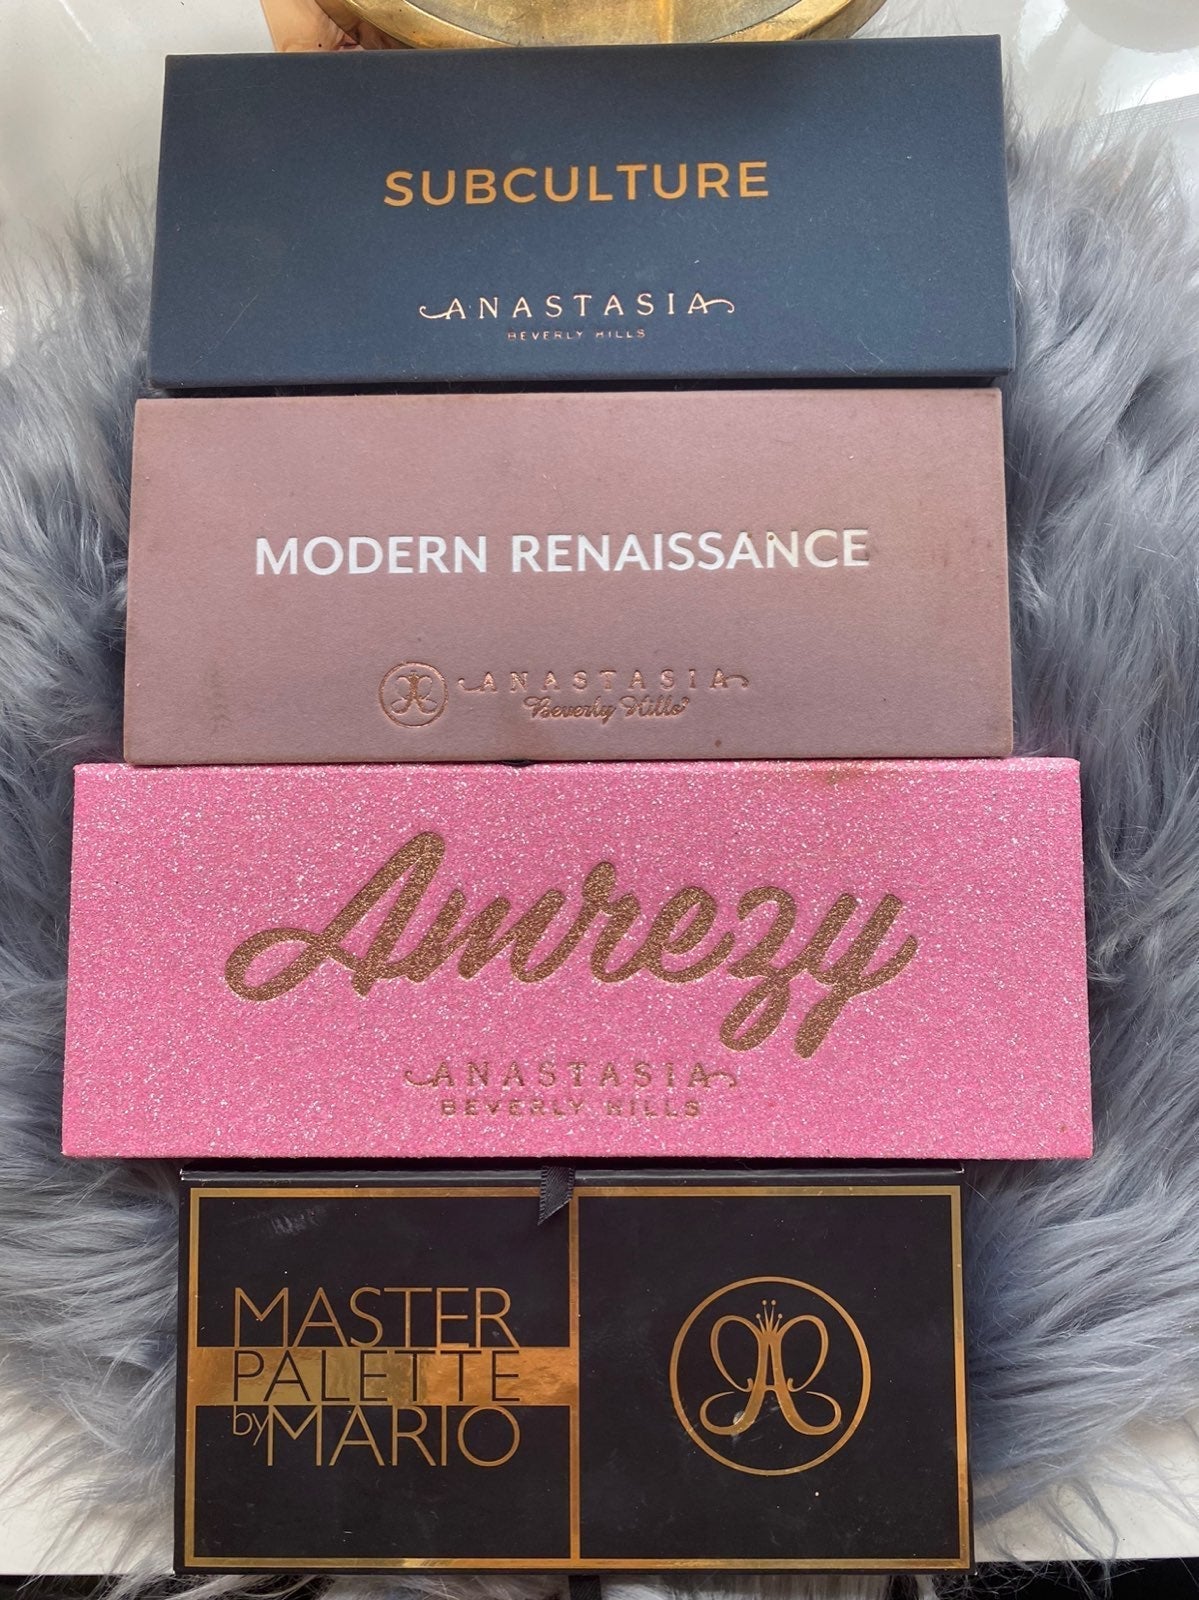 SUBCULTURE
ANASTASIA
BEVERLY HILLS
MODERN RENAISSANCE
ANASTASIA
Beverly Hills
Amrezy
ANASTASIA
BEVERLY HILLS
MASTER
PALETTE
by MARIO
A